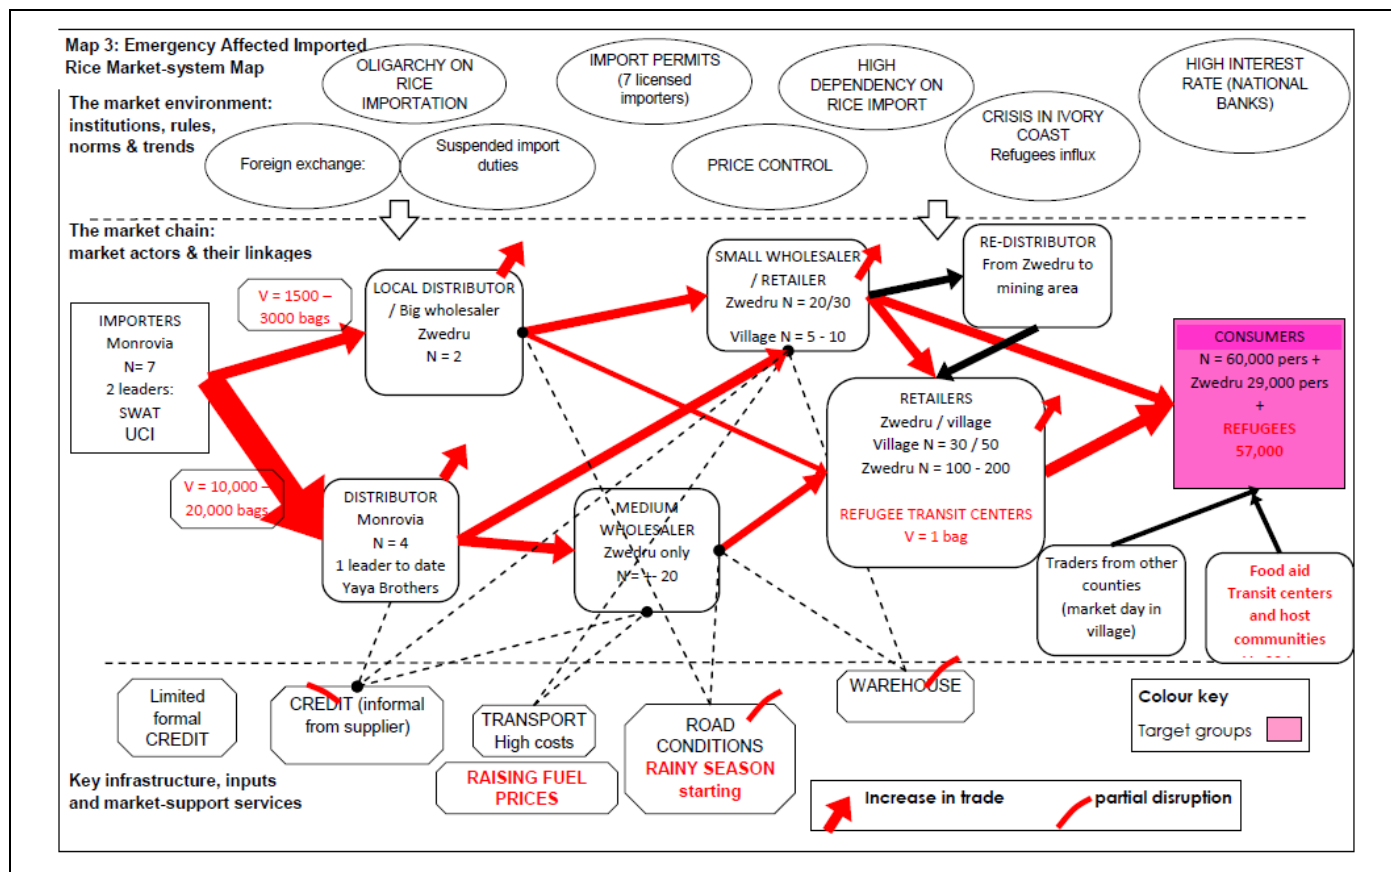 Map 3: Emergency Affected Imported
Rice Market-system Map
The market environment:
institutions, rules,
norms & trends
OLIGARCHY ON
RICE
IMPORTATION
IMPORT PERMITS
(7 licensed
importers)
HIGH
DEPENDENCY ON
RICE IMPORT
HIGH INTEREST
RATE (NATIONAL
BANKS)
Foreign exchange:
Suspended import
duties
PRICE CONTROL
CRISIS IN IVORY
COAST
Refugees influx
The market chain:
market actors & their linkages
IMPORTERS
Monrovia
N= 7
2 leaders:
SWAT
UCI
V = 1500 –
3000 bags
V = 10,000 –
20,000 bags
LOCAL DISTRIBUTOR
/ Big wholesaler
Zwedru
N = 2
DISTRIBUTOR
Monrovia
N = 4
1 leader to date
Yaya Brothers
SMALL WHOLESALER
/ RETAILER
Zwedru N = 20/30
Village N = 5 - 10
MEDIUM
WHOLESALER
Zwedru only
N = +- 20
RE-DISTRIBUTOR
From Zwedru to
mining area
RETAILERS
Zwedru / village
Village N = 30 / 50
Zwedru N = 100 - 200
REFUGEE TRANSIT CENTERS
V = 1 bag
CONSUMERS
N = 60,000 pers +
Zwedru 29,000 pers
+
REFUGEES
57,000
Traders from other
counties
(market day in
village)
Food aid
Transit centers
and host
communities
Limited
formal
CREDIT
CREDIT (informal
from supplier)
TRANSPORT
High costs
RAISING FUEL
PRICES
ROAD
CONDITIONS
RAINY SEASON
starting
WAREHOUSE
Key infrastructure, inputs
and market-support services
Colour key
Target groups
Increase in trade
partial disruption